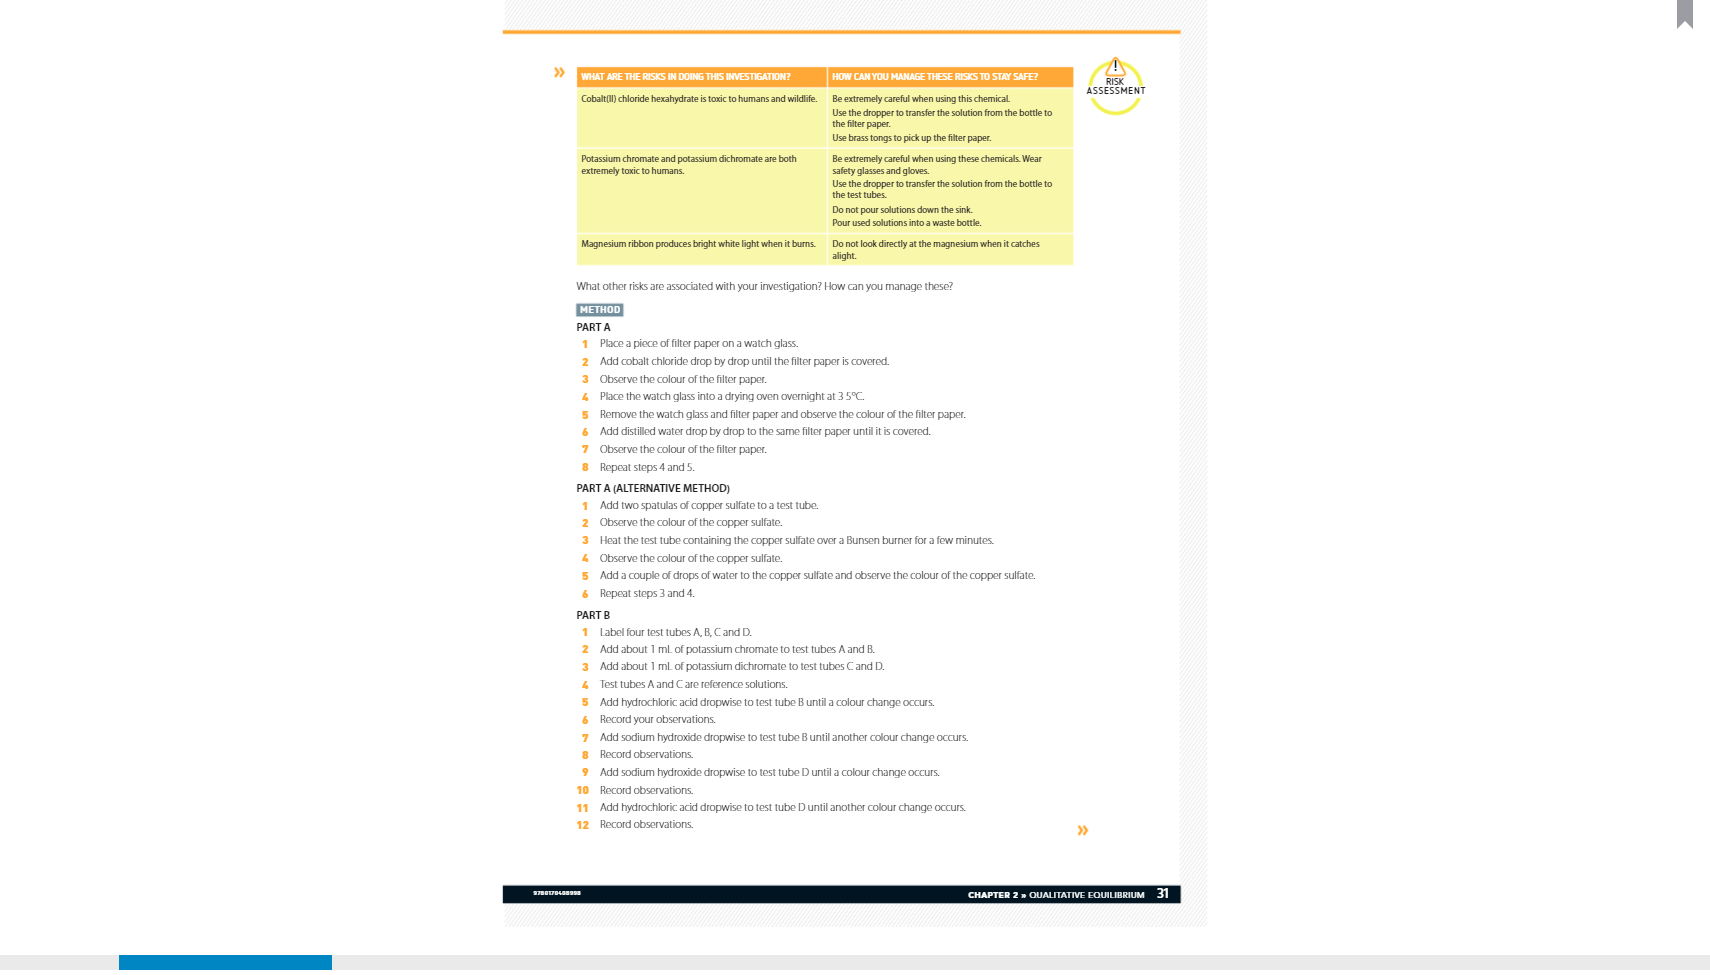 »
WHAT ARE THE RISKS IN DOING THIS INVESTIGATION?
HOW CAN YOU MANAGE THESE RISKS TO STAY SAFE?
Cobalt(II) chloride hexahydrate is toxic to humans and wildlife.
Be extremely careful when using this chemical.
Use the dropper to transfer the solution from the bottle to
the filter paper.
Use brass tongs to pick up the filter paper.
Potassium chromate and potassium dichromate are both
extremely toxic to humans.
Be extremely careful when using these chemicals. Wear
safety glasses and gloves.
Use the dropper to transfer the solution from the bottle to
the test tubes.
Do not pour solutions down the sink.
Pour used solutions into a waste bottle.
Magnesium ribbon produces bright white light when it burns.
Do not look directly at the magnesium when it catches
alight.
!
RISK
ASSESSMENT
What other risks are associated with your investigation? How can you manage these?
METHOD
PART A
1 Place a piece of filter paper on a watch glass.
2 Add cobalt chloride drop by drop until the filter paper is covered.
3 Observe the colour of the filter paper.
4 Place the watch glass into a drying oven overnight at 3 5°C.
5 Remove the watch glass and filter paper and observe the colour of the filter paper.
6 Add distilled water drop by drop to the same filter paper until it is covered.
7 Observe the colour of the filter paper.
8 Repeat steps 4 and 5.
PART A (ALTERNATIVE METHOD)
1 Add two spatulas of copper sulfate to a test tube.
2 Observe the colour of the copper sulfate.
3 Heat the test tube containing the copper sulfate over a Bunsen burner for a few minutes.
4 Observe the colour of the copper sulfate.
5 Add a couple of drops of water to the copper sulfate and observe the colour of the copper sulfate.
6 Repeat steps 3 and 4.
PART B
1 Label four test tubes A, B, C and D.
2 Add about 1 mL of potassium chromate to test tubes A and B.
3 Add about 1 mL of potassium dichromate to test tubes C and D.
4 Test tubes A and C are reference solutions.
5 Add hydrochloric acid dropwise to test tube B until a colour change occurs.
6 Record your observations.
7 Add sodium hydroxide dropwise to test tube B until another colour change occurs.
8 Record observations.
9 Add sodium hydroxide dropwise to test tube D until a colour change occurs.
10 Record observations.
11 Add hydrochloric acid dropwise to test tube D until another colour change occurs.
12 Record observations.
»
CHAPTER 2 » QUALITATIVE EQUILIBRIUM 31